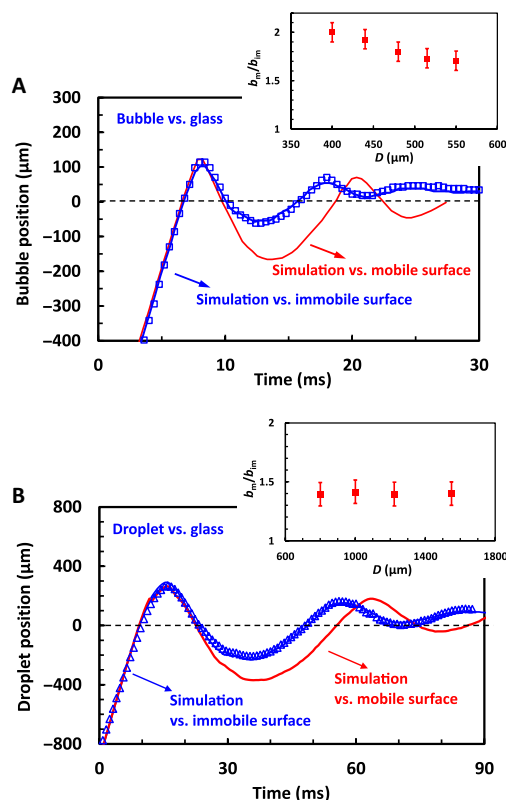 A
Bubble vs. glass
b_m/b_im
2
1
350
400
450
500
550
600
D (µm)
300
200
100
0
−100
−200
−300
−400
Bubble position (µm)
Simulation vs. mobile surface
Simulation vs. immobile surface
0
10
20
30
Time (ms)
B
Droplet vs. glass
b_m/b_im
2
1.5
1
600
1000
1400
1800
D (µm)
800
400
0
−400
−800
Droplet position (µm)
Simulation
vs. immobile surface
Simulation
vs. mobile surface
0
30
60
90
Time (ms)